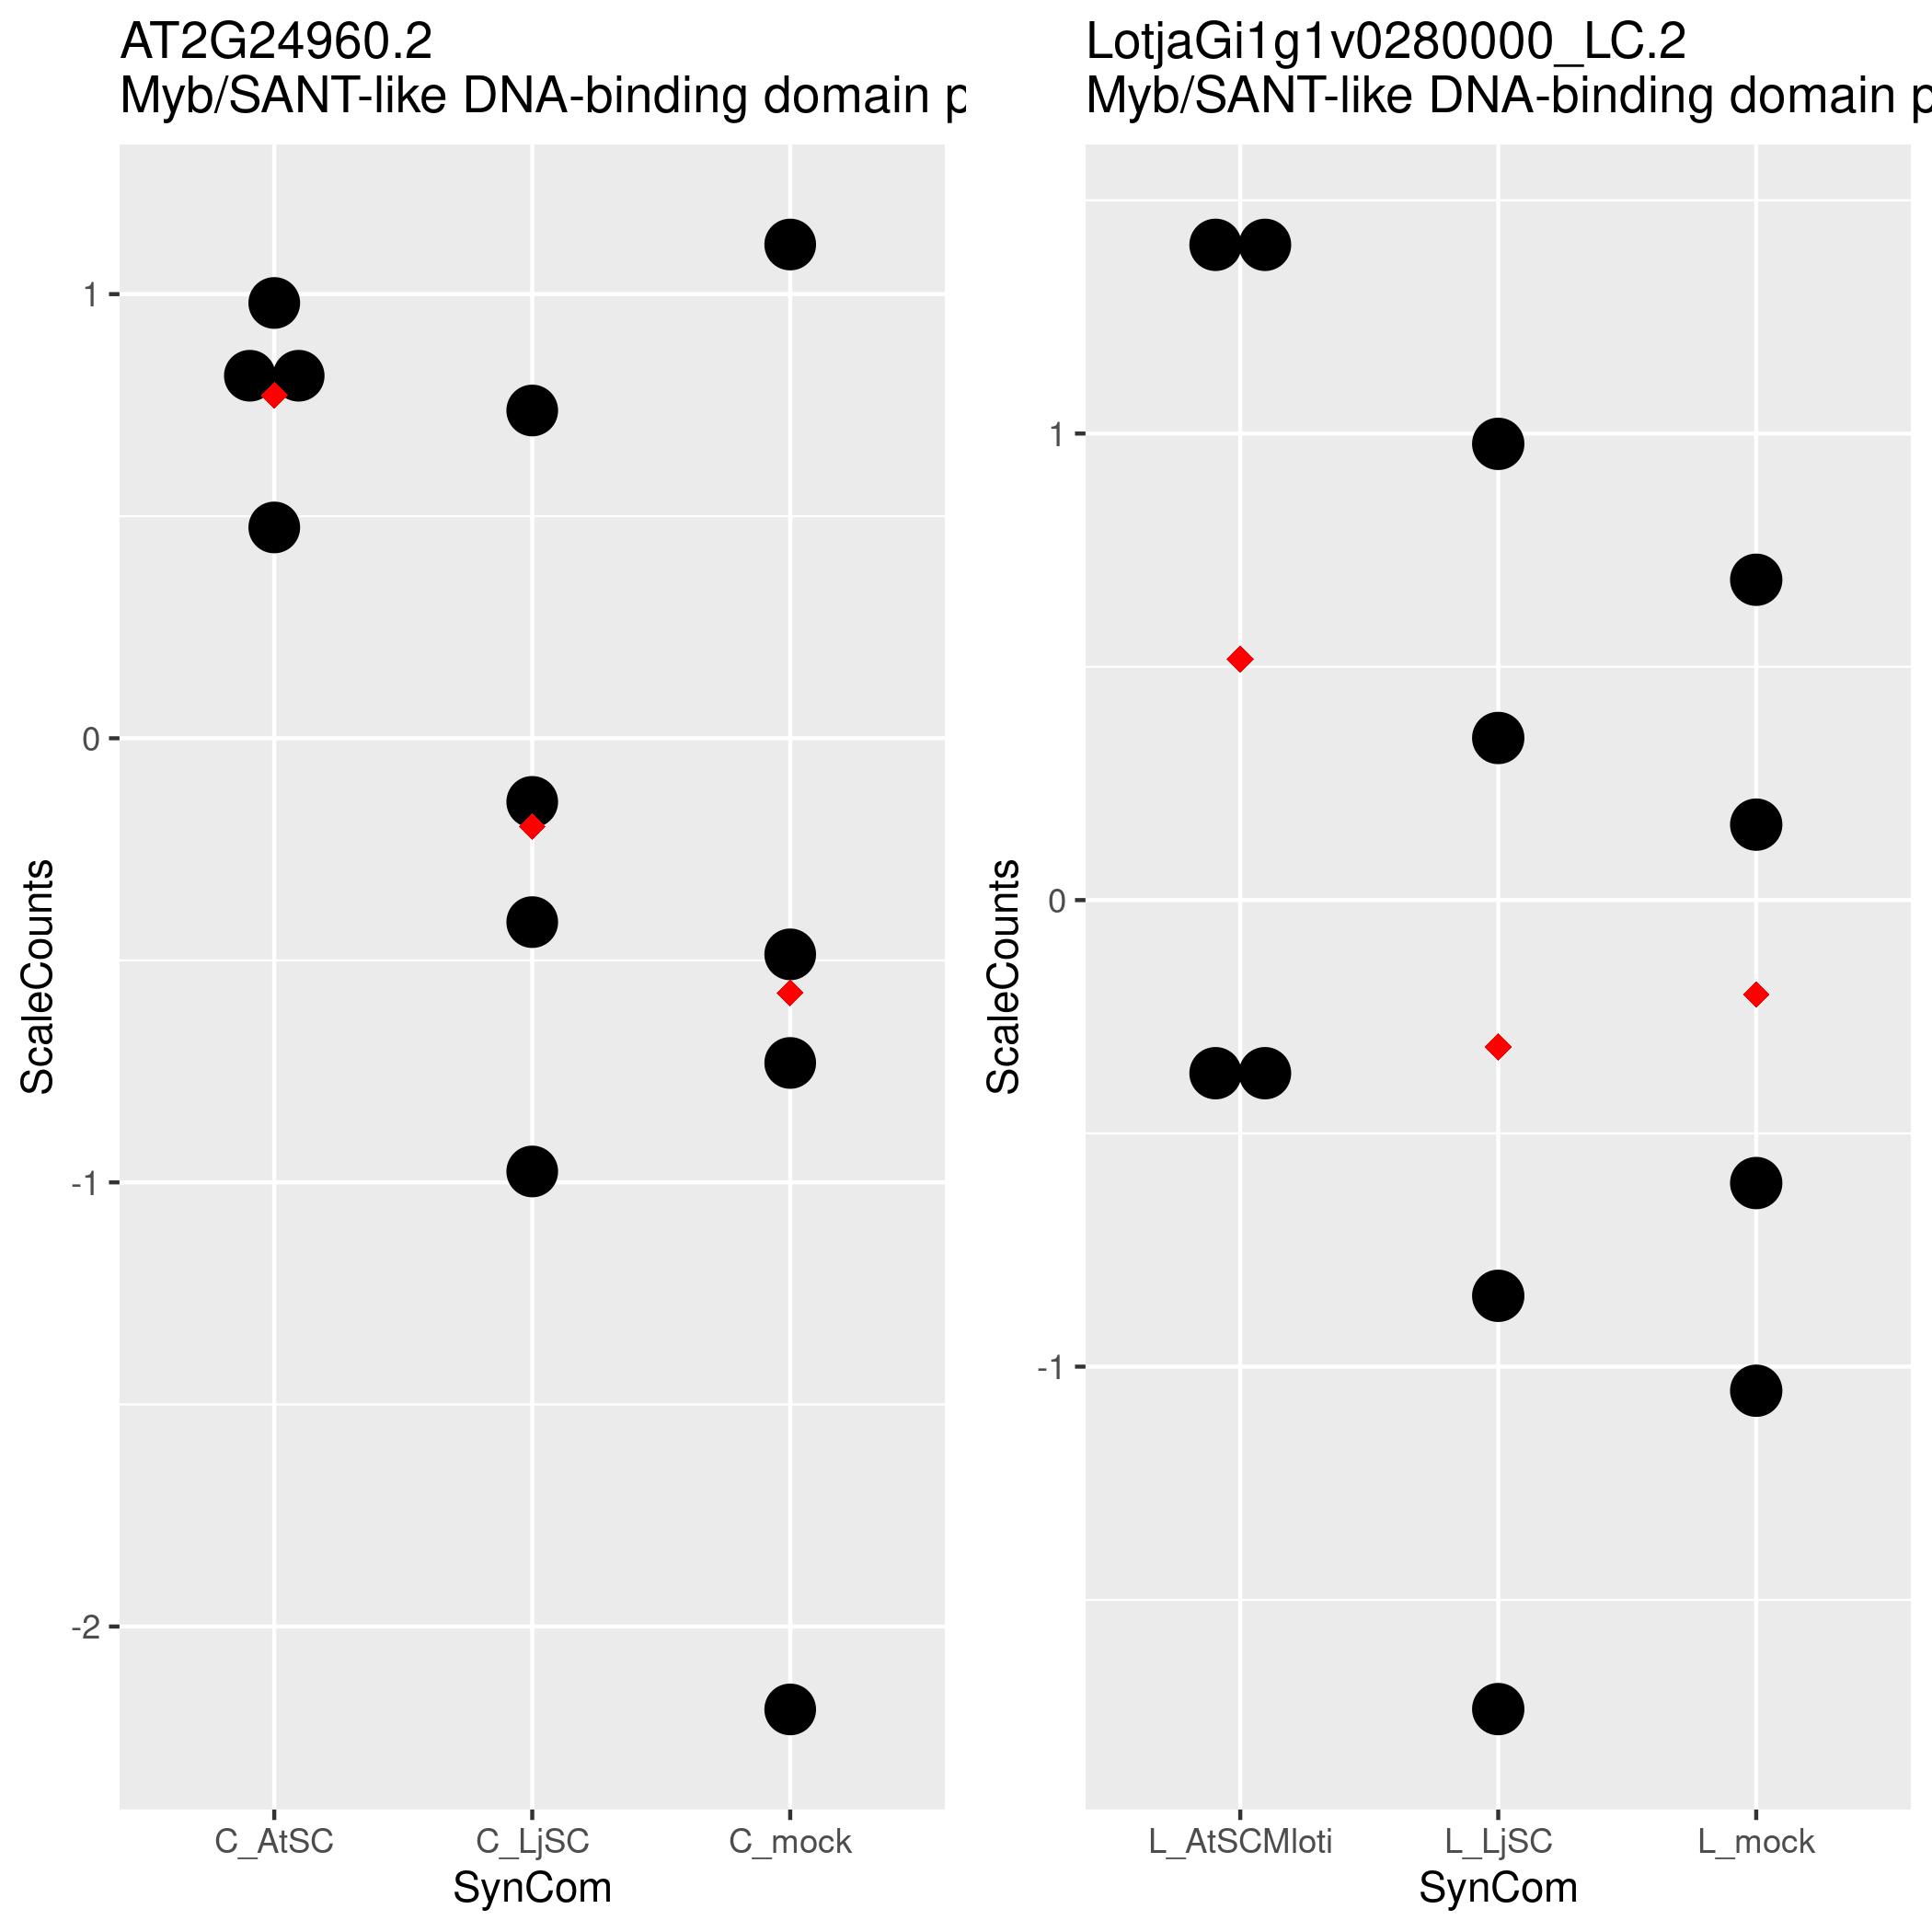 AT2G24960.2
Myb/SANT-like DNA-binding domain p
ScaleCounts
1
0
-1
-2
C_AtSC C_LjSC C_mock
SynCom
LotjaGi1g1v0280000_LC.2
Myb/SANT-like DNA-binding domain p
ScaleCounts
1
0
-1
L_AtSCMloti L_LjSC L_mock
SynCom